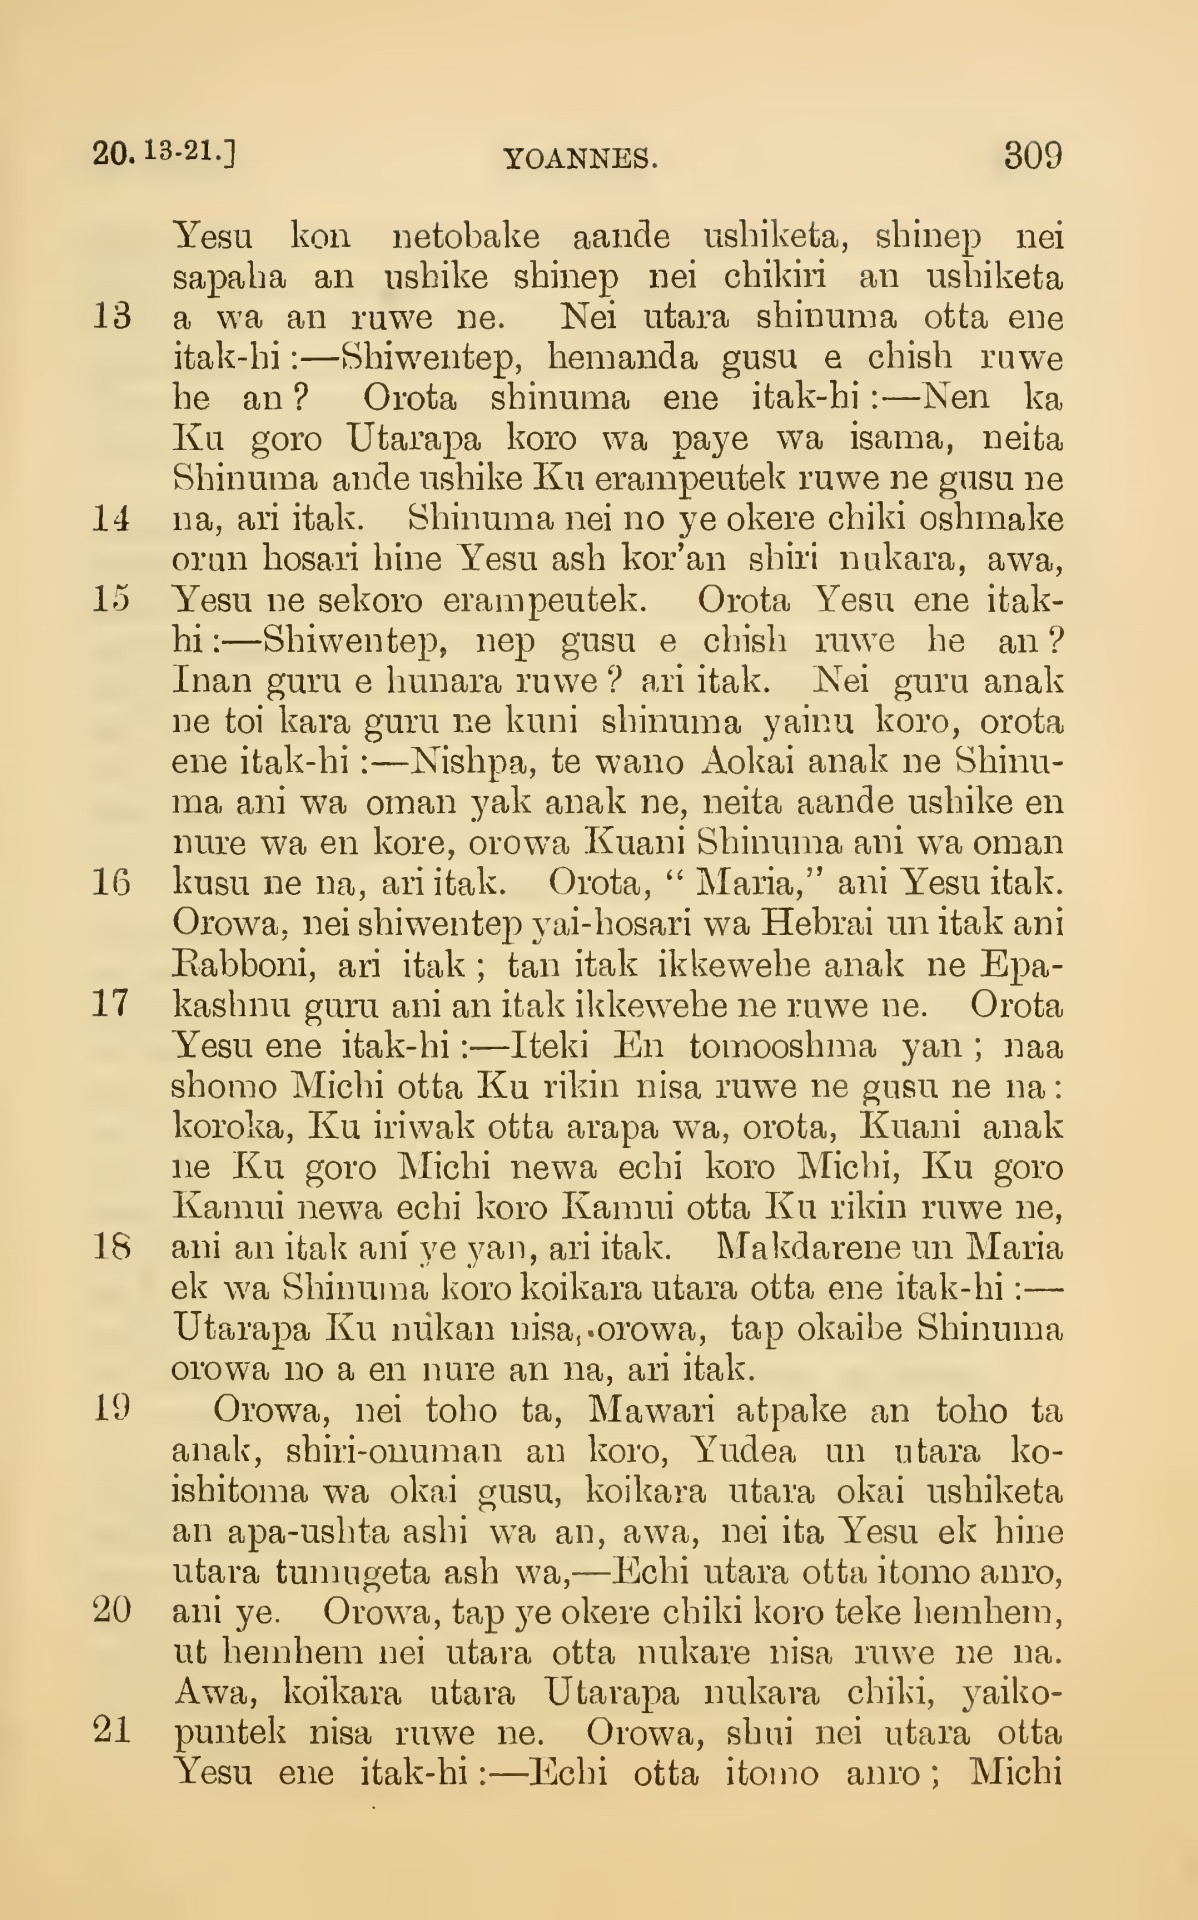 20. 13-21.] YOANNES. 309
Yesu kon netobake aande ushiketa, shinep nei
sapaha an ushike shinep nei chikiri an ushiketa
13 a wa an ruwe ne. Nei utara shinuma otta ene
itak-hi :—Shiwentep, hemanda gusu e chish ruwe
he an? Orota shinuma ene itak-hi :—Nen ka
Ku goro Utarapa koro wa paye wa isama, neita
Shinuma ande ushike Ku erampeutek ruwe ne gusu ne
14 na, ari itak. Shinuma nei no ye okere chiki oshmake
orun hosari hine Yesu ash kor'an shiri nukara, awa,
15 Yesu ne sekoro erampeutek. Orota Yesu ene itak-
hi :—Shiwentep, nep gusu e chish ruwe he an?
Inan guru e hunara ruwe? ari itak. Nei guru anak
ne toi kara guru ne kuni shinuma yainu koro, orota
ene itak-hi :—Nishpa, te wano Aokai anak ne Shinu-
ma ani wa oman yak anak ne, neita aande ushike en
nure wa en kore, orowa Kuani Shinuma ani wa oman
16 kusu ne na, ari itak. Orota, “ Maria,” ani Yesu itak.
Orowa, nei shiwentep yai-hosari wa Hebrai un itak ani
Rabboni, ari itak ; tan itak ikkewehe anak ne Epa-
17 kashnu guru ani an itak ikkewehe ne ruwe ne. Orota
Yesu ene itak-hi :—Iteki En tomooshma yan ; naa
shomo Michi otta Ku rikin nisa ruwe ne gusu ne na :
koroka, Ku iriwak otta arapa wa, orota, Kuani anak
ne Ku goro Michi newa echi koro Michi, Ku goro
Kamui newa echi koro Kamui otta Ku rikin ruwe ne,
18 ani an itak ani ye yan, ari itak. Makdarene un Maria
ek wa Shinuma koro koikara utara otta ene itak-hi :—
Utarapa Ku nukan nisa, orowa, tap okaibe Shinuma
orowa no a en nure an na, ari itak.
19 Orowa, nei toho ta, Mawari atpake an toho ta
anak, shiri-onuman an koro, Yudea un utara ko-
ishitoma wa okai gusu, koikara utara okai ushiketa
an apa-ushta ashi wa an, awa, nei ita Yesu ek hine
utara tumugeta ash wa,—Echi utara otta itomo anro,
20 ani ye. Orowa, tap ye okere chiki koro teke hemhem,
ut hemhem nei utara otta nukare nisa ruwe ne na.
Awa, koikara utara Utarapa nukara chiki, yaiko-
21 puntek nisa ruwe ne. Orowa, shui nei utara otta
Yesu ene itak-hi :—Echi otta itomo anro ; Michi